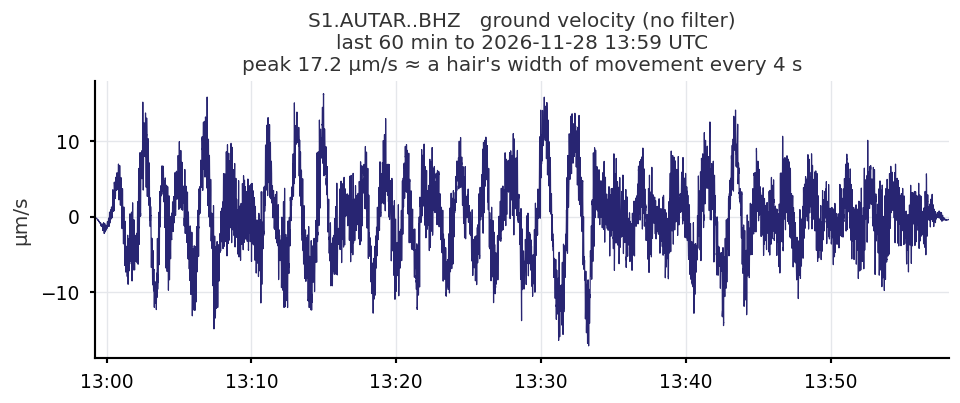 S1.AUTAR..BHZ   ground velocity (no filter)
last 60 min to 2026-11-28 13:59 UTC
peak 17.2 μm/s ≈ a hair's width of movement every 4 s
μm/s
10
0
−10
13:00 13:10 13:20 13:30 13:40 13:50